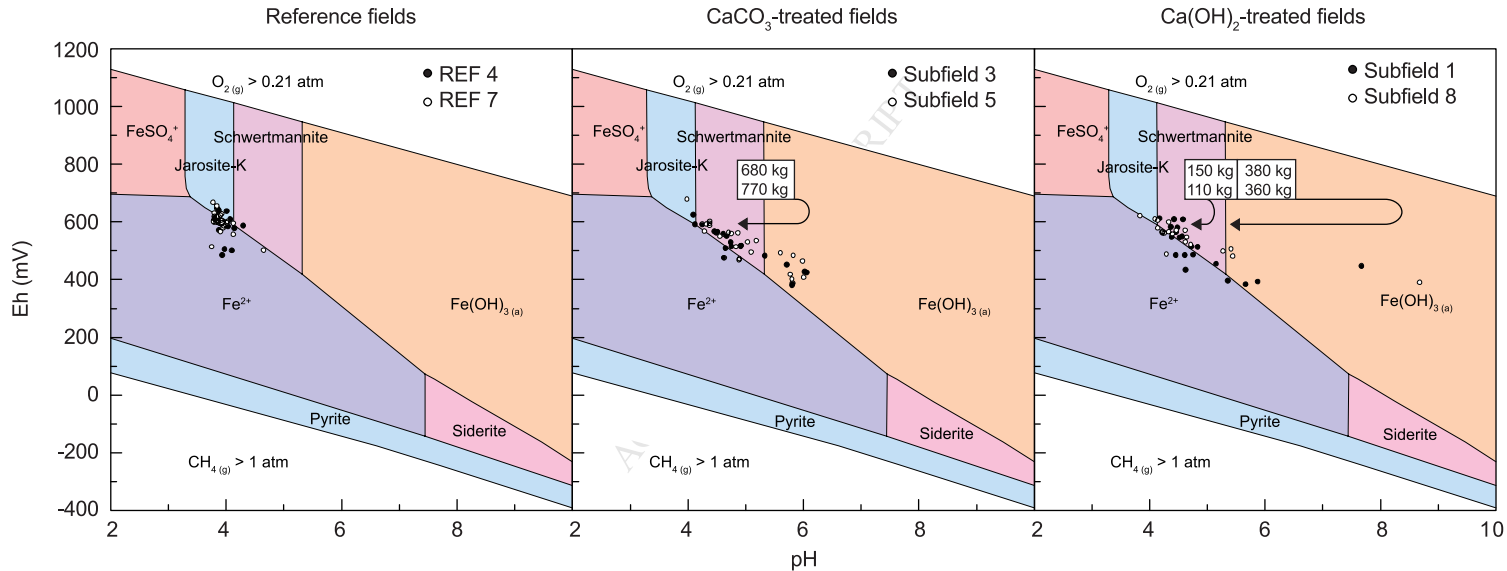 Reference fields
CaCO₃-treated fields
Ca(OH)₂-treated fields
Eh (mV)
1200
1000
800
600
400
200
0
-200
-400
O₂ (g) > 0.21 atm
REF 4
REF 7
FeSO₄⁺
Schwertmannite
Jarosite-K
Fe²⁺
Fe(OH)₃ (a)
Pyrite
Siderite
CH₄ (g) > 1 atm
2
4
6
8
O₂ (g) > 0.21 atm
Subfield 3
Subfield 5
FeSO₄⁺
Schwertmannite
Jarosite-K
680 kg
770 kg
Fe²⁺
Fe(OH)₃ (a)
Pyrite
Siderite
CH₄ (g) > 1 atm
2
4
6
8
O₂ (g) > 0.21 atm
Subfield 1
Subfield 8
FeSO₄⁺
Schwertmannite
Jarosite-K
150 kg 380 kg
110 kg 360 kg
Fe²⁺
Fe(OH)₃ (a)
Pyrite
Siderite
CH₄ (g) > 1 atm
2
4
6
8
10
pH